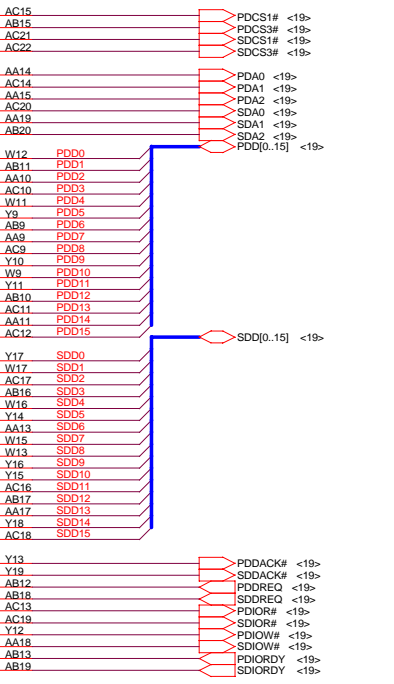 AC15 PDCS1# <19>
AB15 PDCS3# <19>
AC21 SDCS1# <19>
AC22 SDCS3# <19>
AA14 PDA0 <19>
AC14 PDA1 <19>
AA15 PDA2 <19>
AC20 SDA0 <19>
AA19 SDA1 <19>
AB20 SDA2 <19>
PDD[0..15] <19>
W12 PDD0
AB11 PDD1
AA10 PDD2
AC10 PDD3
W11 PDD4
Y9 PDD5
AB9 PDD6
AA9 PDD7
AC9 PDD8
Y10 PDD9
W9 PDD10
Y11 PDD11
AB10 PDD12
AC11 PDD13
AA11 PDD14
AC12 PDD15
SDD[0..15] <19>
Y17 SDD0
W17 SDD1
AC17 SDD2
AB16 SDD3
W16 SDD4
Y14 SDD5
AA13 SDD6
W15 SDD7
W13 SDD8
Y16 SDD9
Y15 SDD10
AC16 SDD11
AB17 SDD12
AA17 SDD13
Y18 SDD14
AC18 SDD15
Y13 PDDACK# <19>
Y19 SDDACK# <19>
AB12 PDDREQ <19>
AB18 SDDREQ <19>
AC13 PDIOR# <19>
AC19 SDIOR# <19>
Y12 PDIOW# <19>
AA18 SDIOW# <19>
AB13 PDIORDY <19>
AB19 SDIORDY <19>